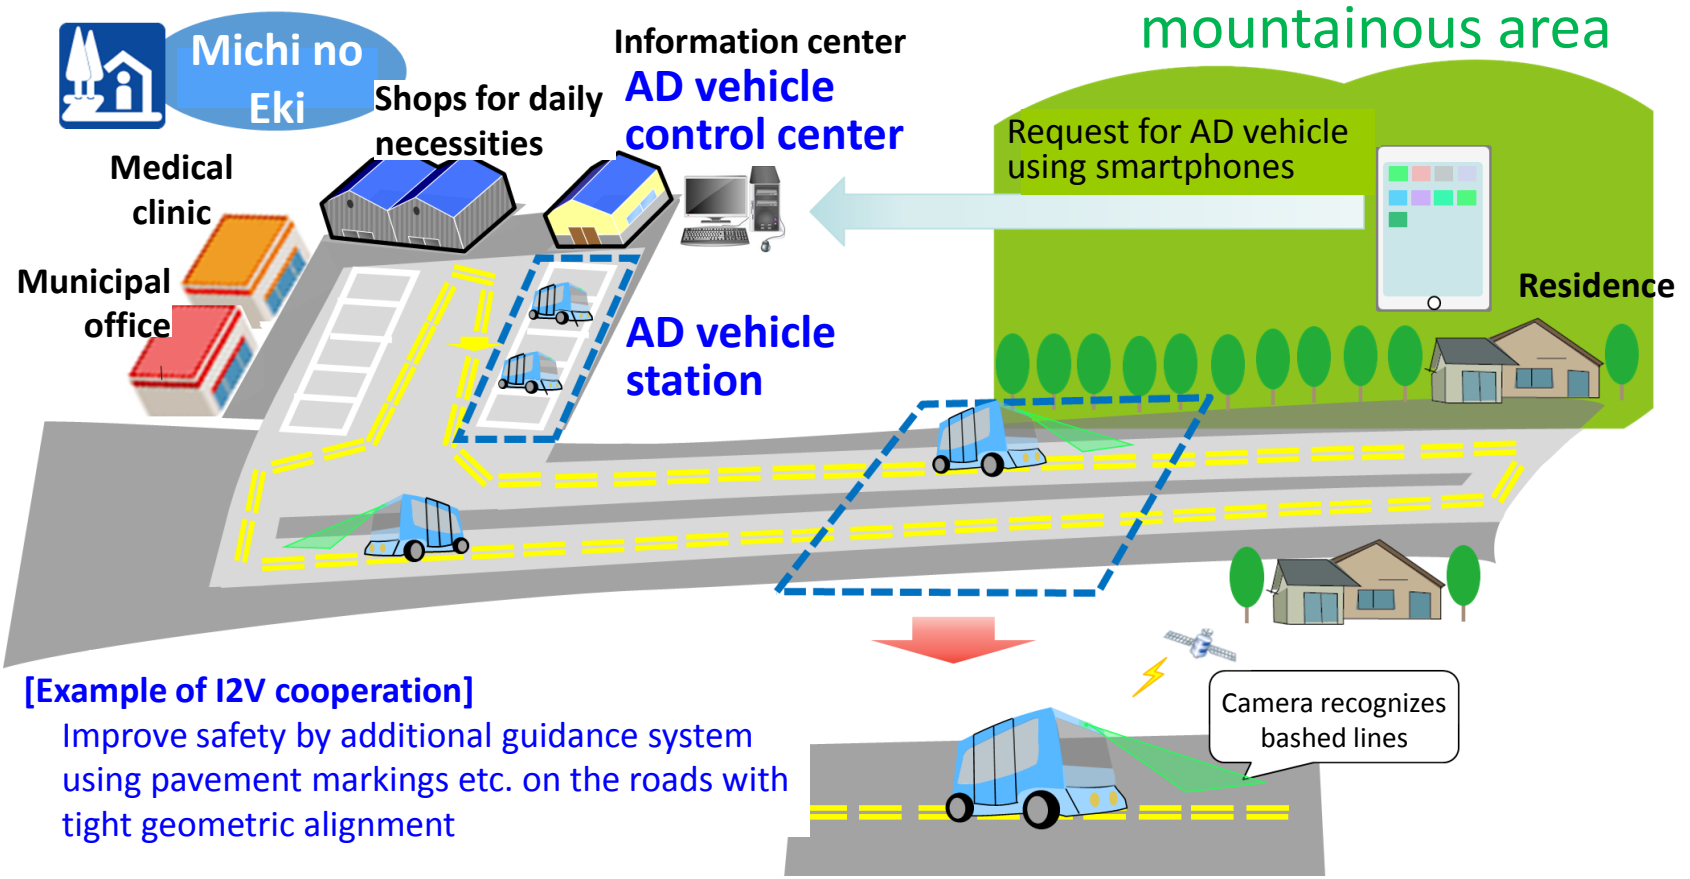 mountainous area
Michi no
Eki
Information center
AD vehicle
control center
Shops for daily
necessities
Request for AD vehicle
using smartphones
Medical
clinic
Municipal
office
Residence
AD vehicle
station
[Example of I2V cooperation]
Improve safety by additional guidance system
using pavement markings etc. on the roads with
tight geometric alignment
Camera recognizes
bashed lines